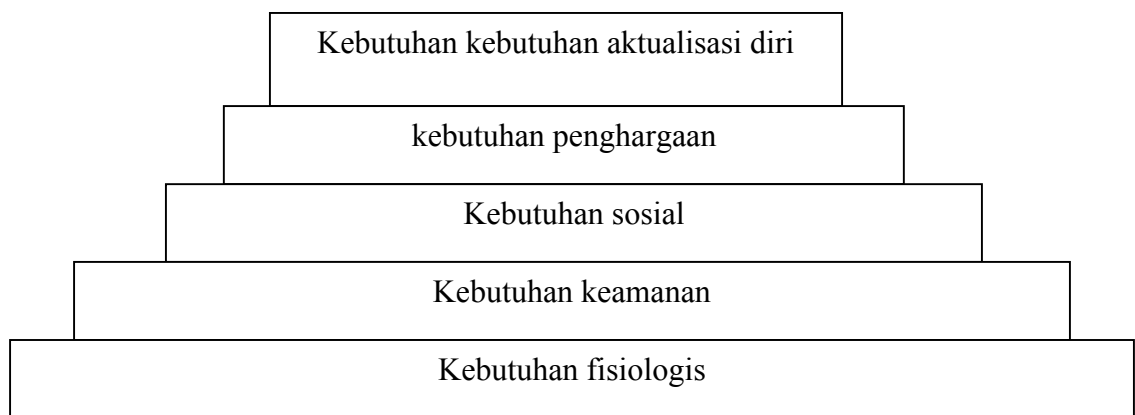 Kebutuhan kebutuhan aktualisasi diri
kebutuhan penghargaan
Kebutuhan sosial
Kebutuhan keamanan
Kebutuhan fisiologis